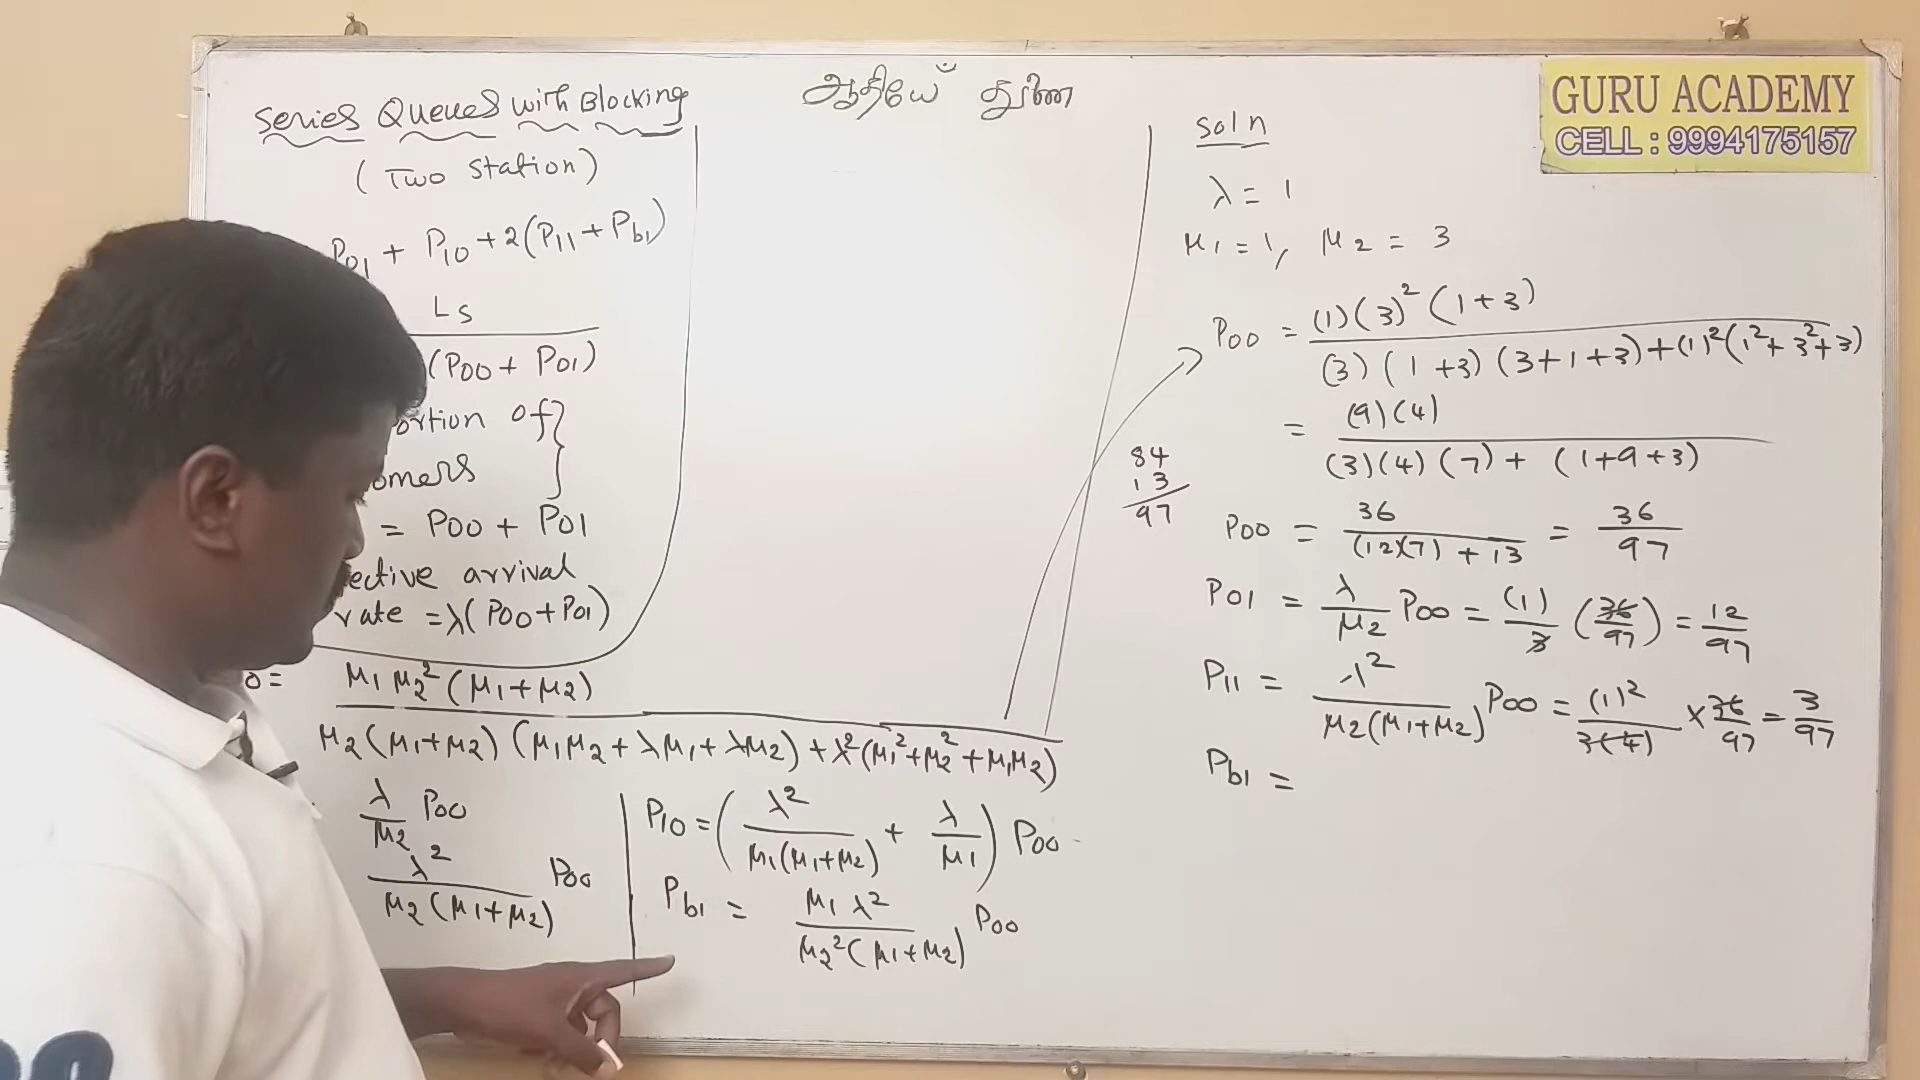 ஆதியே துணை
GURU ACADEMY
CELL : 9994175157
Series Queues with Blocking
(Two Station)
P01 + P10 + 2(P11 + Pb1)
Ls
(P00 + P01)
ortion of
omers
= P00 + P01
ective arrival
rate = λ(P00 + P01)
0 = μ1 μ2² (μ1 + μ2)
μ2 (μ1 + μ2) (μ1μ2 + λμ1 + λμ2) + λ² (μ1² + μ2² + μ1μ2)
λ/μ2 P00
λ²/μ2 (μ1 + μ2) P00
P10 = (λ²/μ1(μ1 + μ2) + λ/μ1) P00
Pb1 = μ1 λ²/μ2² (μ1 + μ2) P00
84
13
97
soln
λ = 1
μ1 = 1, μ2 = 3
P00 = (1)(3)² (1 + 3)
(3) (1 + 3) (3 + 1 + 3) + (1)² (1² + 3² + 3)
= (9)(4)
(3)(4)(7) + (1 + 9 + 3)
P00 = 36/(12)(7) + 13 = 36/97
P01 = λ/μ2 P00 = (1)/3 (36/97) = 12/97
P11 = λ²/μ2(μ1 + μ2) P00 = (1)²/3(4) × 36/97 = 3/97
Pb1 =